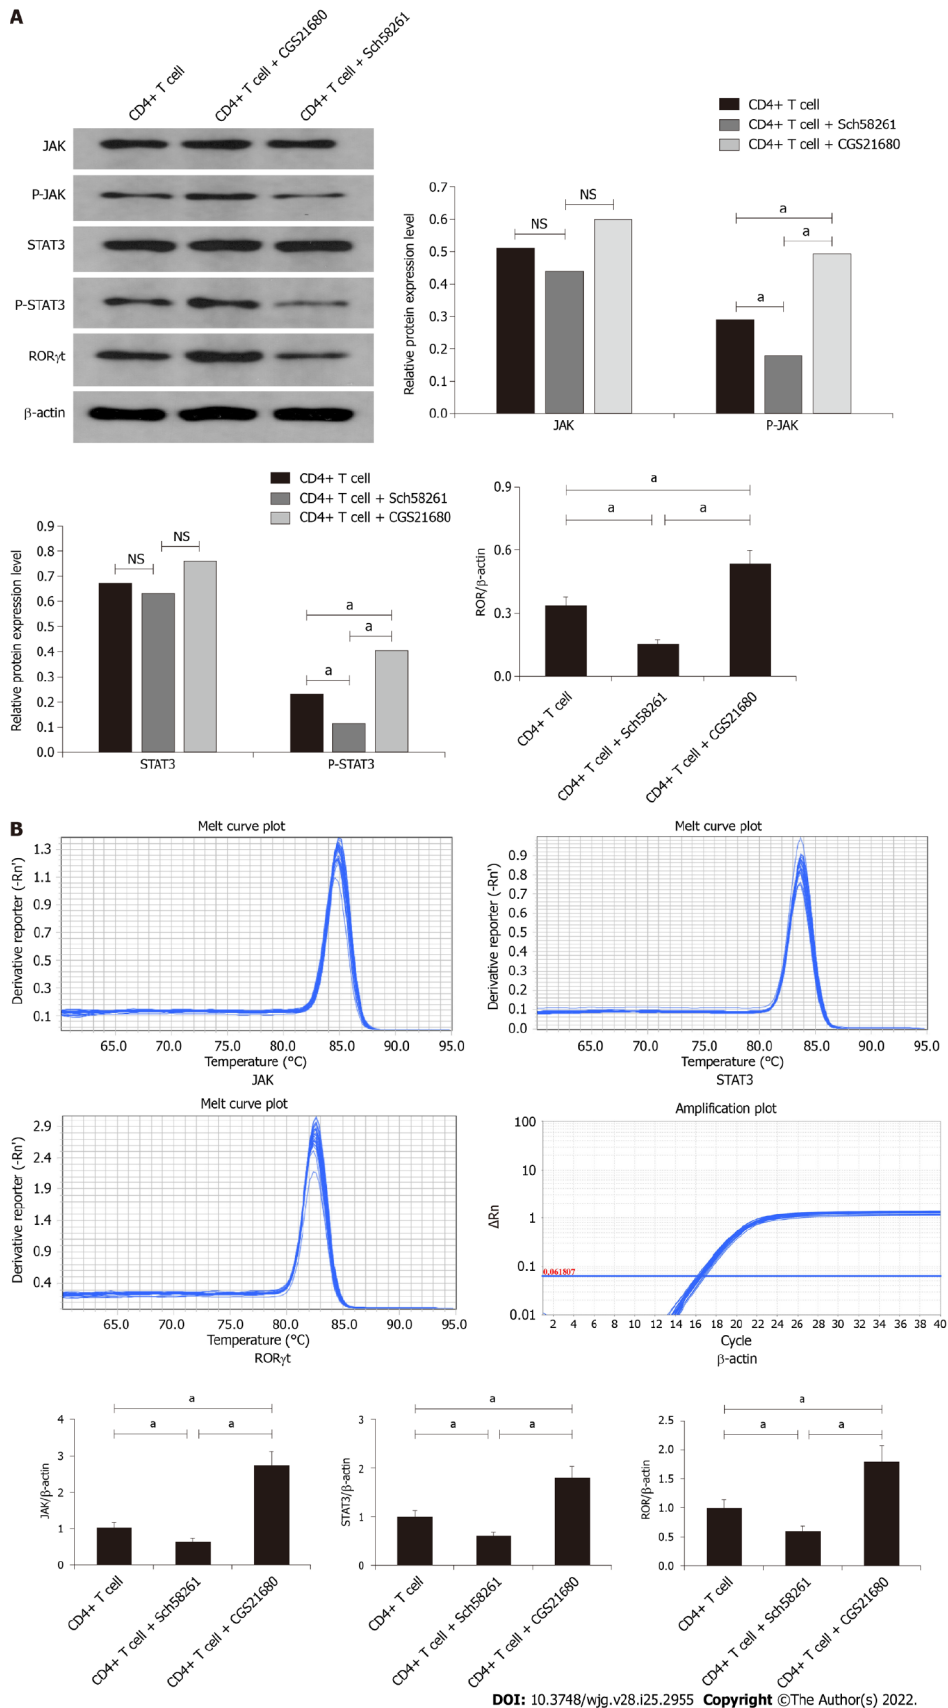 A
CD4+ T cell
CD4+ T cell + CGS21680
CD4+ T cell + Sch58261
JAK
P-JAK
STAT3
P-STAT3
RORγt
β-actin
CD4+ T cell
CD4+ T cell + Sch58261
CD4+ T cell + CGS21680
Relative protein expression level
0.7
0.6
0.5
0.4
0.3
0.2
0.1
0.0
NS
NS
a
a
a
JAK
P-JAK
CD4+ T cell
CD4+ T cell + Sch58261
CD4+ T cell + CGS21680
Relative protein expression level
0.9
0.8
0.7
0.6
0.5
0.4
0.3
0.2
0.1
0.0
NS
NS
a
a
a
STAT3
P-STAT3
ROR/β-actin
0.9
0.6
0.3
0.0
a
a
a
CD4+ T cell
CD4+ T cell + Sch58261
CD4+ T cell + CGS21680
B
Melt curve plot
Derivative reporter (-Rn')
1.3
1.1
0.9
0.7
0.5
0.3
0.1
65.0 70.0 75.0 80.0 85.0 90.0 95.0
Temperature (°C)
JAK
Melt curve plot
Derivative reporter (-Rn')
0.9
0.8
0.7
0.6
0.5
0.4
0.3
0.2
0.1
0.0
65.0 70.0 75.0 80.0 85.0 90.0 95.0
Temperature (°C)
STAT3
Melt curve plot
Derivative reporter (-Rn')
2.9
2.4
1.9
1.4
0.9
0.4
65.0 70.0 75.0 80.0 85.0 90.0 95.0
Temperature (°C)
RORγt
Amplification plot
ΔRn
100
10
1
0.1
0.01
0.061807
2 4 6 8 10 12 14 16 18 20 22 24 26 28 30 32 34 36 38 40
Cycle
β-actin
JAK/β-actin
4
3
2
1
0
a
a
a
CD4+ T cell
CD4+ T cell + Sch58261
CD4+ T cell + CGS21680
STAT3/β-actin
3
2
1
0
a
a
a
CD4+ T cell
CD4+ T cell + Sch58261
CD4+ T cell + CGS21680
ROR/β-actin
2.5
2.0
1.5
1.0
0.5
0.0
a
a
a
CD4+ T cell
CD4+ T cell + Sch58261
CD4+ T cell + CGS21680
DOI: 10.3748/wjg.v28.i25.2955 Copyright ©The Author(s) 2022.